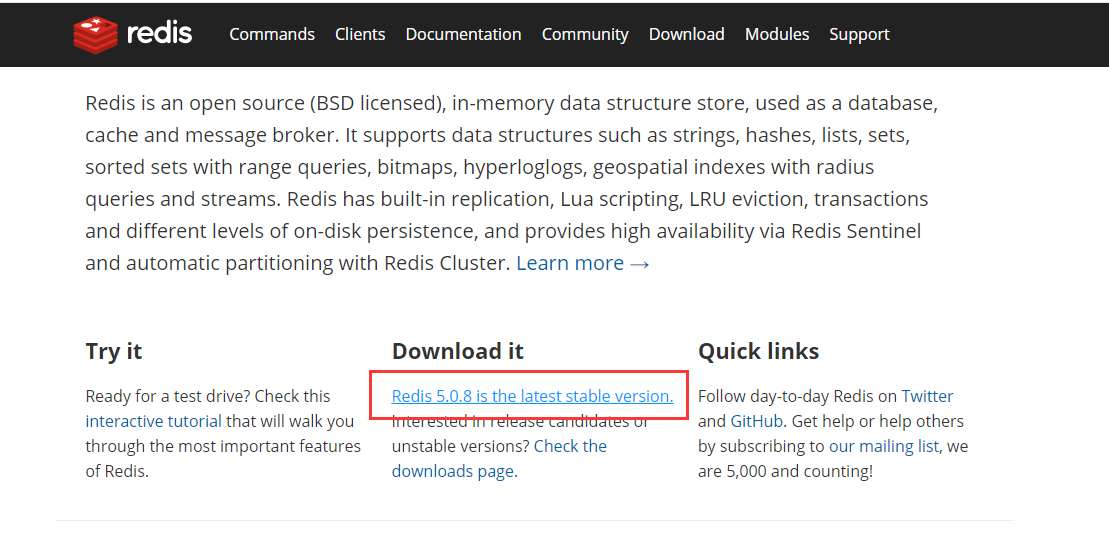 redis Commands Clients Documentation Community Download Modules Support
Redis is an open source (BSD licensed), in-memory data structure store, used as a database,
cache and message broker. It supports data structures such as strings, hashes, lists, sets,
sorted sets with range queries, bitmaps, hyperloglogs, geospatial indexes with radius
queries and streams. Redis has built-in replication, Lua scripting, LRU eviction, transactions
and different levels of on-disk persistence, and provides high availability via Redis Sentinel
and automatic partitioning with Redis Cluster. Learn more →
Try it
Ready for a test drive? Check this
interactive tutorial that will walk you
through the most important features
of Redis.
Download it
Redis 5.0.8 is the latest stable version.
Interested in release candidates or
unstable versions? Check the
downloads page.
Quick links
Follow day-to-day Redis on Twitter
and GitHub. Get help or help others
by subscribing to our mailing list, we
are 5,000 and counting!